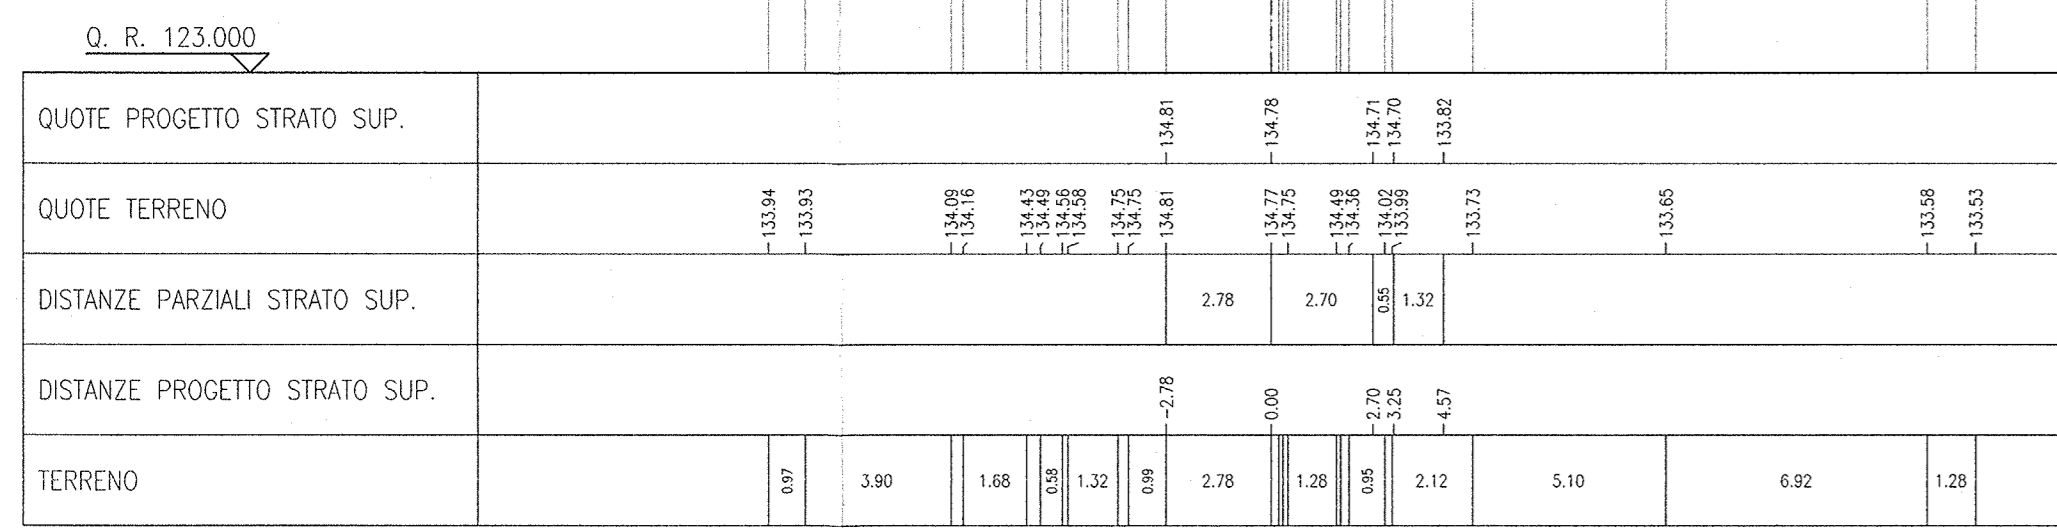 Q. R. 123.000
QUOTE PROGETTO STRATO SUP. 134.81 134.78 134.71 134.70 133.82
QUOTE TERRENO 133.94 133.93 134.09 134.16 134.43 134.49 134.56 134.58 134.75 134.75 134.81 134.77 134.75 134.49 134.36 134.02 133.99 133.73 133.65 133.58 133.53
DISTANZE PARZIALI STRATO SUP. 2.78 2.70 0.55 1.32
DISTANZE PROGETTO STRATO SUP. -2.78 0.00 2.70 3.25 4.57
TERRENO 0.97 3.90 1.68 0.58 1.32 0.99 2.78 1.28 0.95 2.12 5.10 6.92 1.28